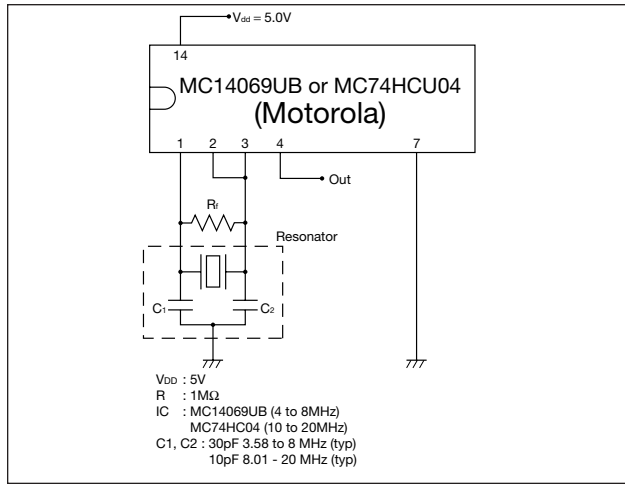 Vdd = 5.0V
14
MC14069UB or MC74HCU04
(Motorola)
1 2 3 4 7
Out
Rf
Resonator
C1 C2
VDD : 5V
R : 1MΩ
IC : MC14069UB (4 to 8MHz)
MC74HC04 (10 to 20MHz)
C1, C2 : 30pF 3.58 to 8 MHz (typ)
10pF 8.01 - 20 MHz (typ)